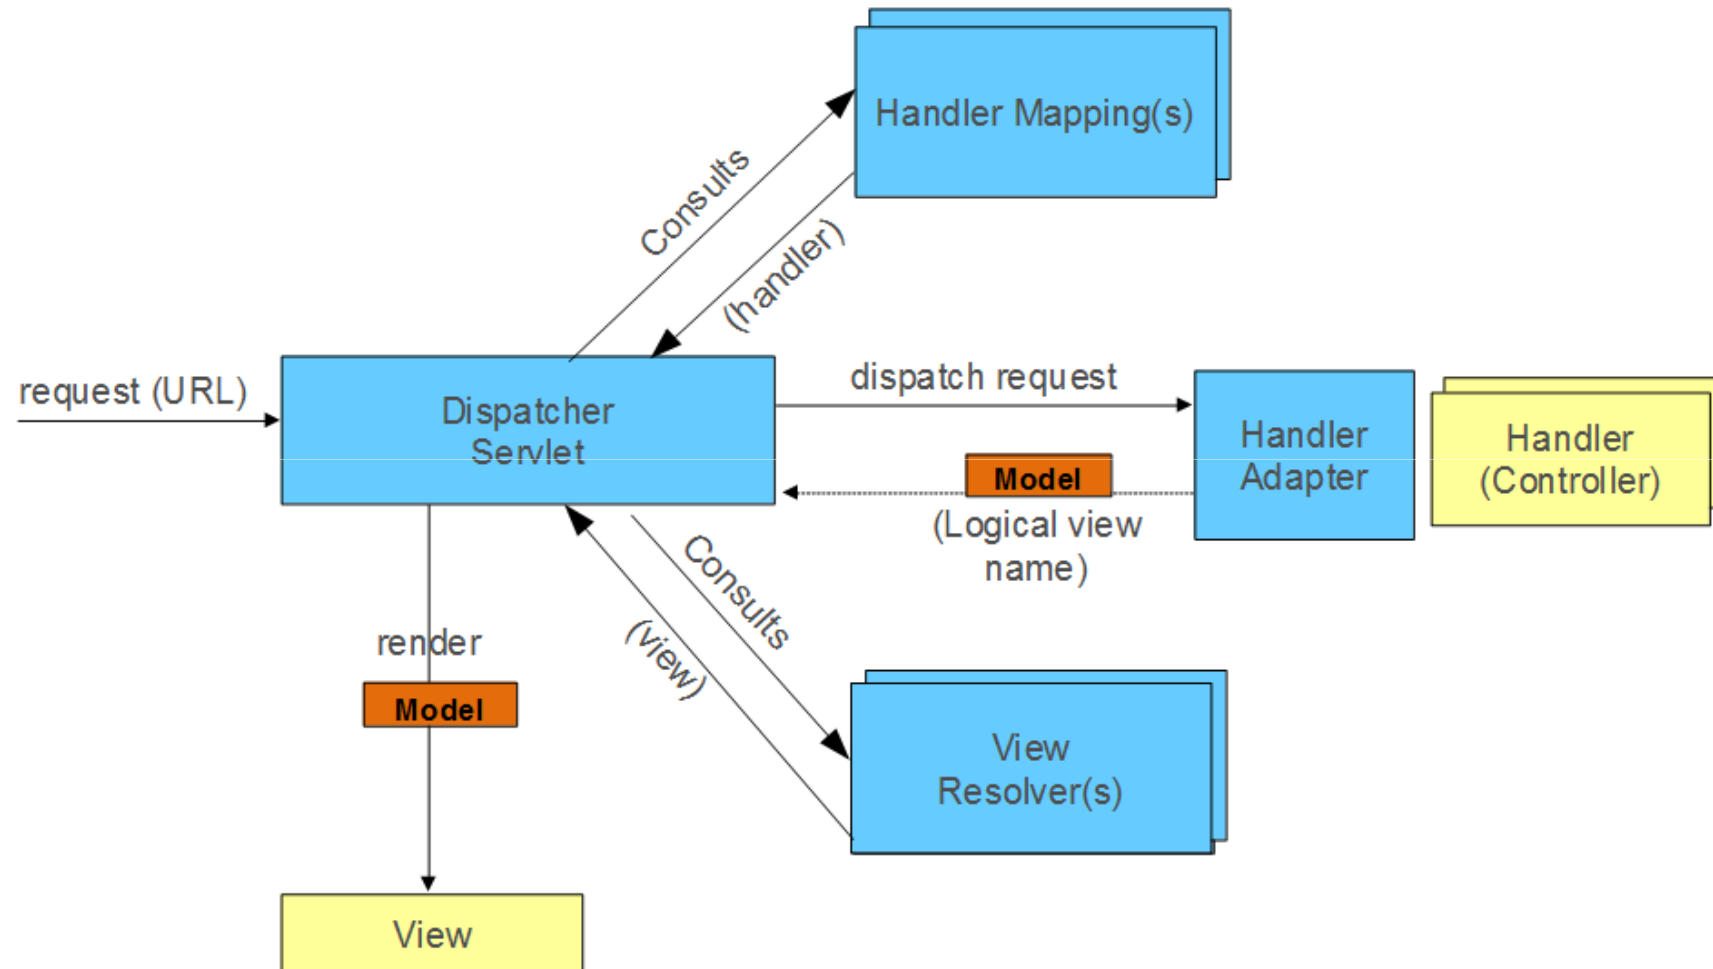 Handler Mapping(s)
Consults
(handler)
request (URL)
dispatch request
Dispatcher
Servlet
Handler
Adapter
Handler
(Controller)
Model
(Logical view
name)
Consults
(view)
render
Model
View
Resolver(s)
View